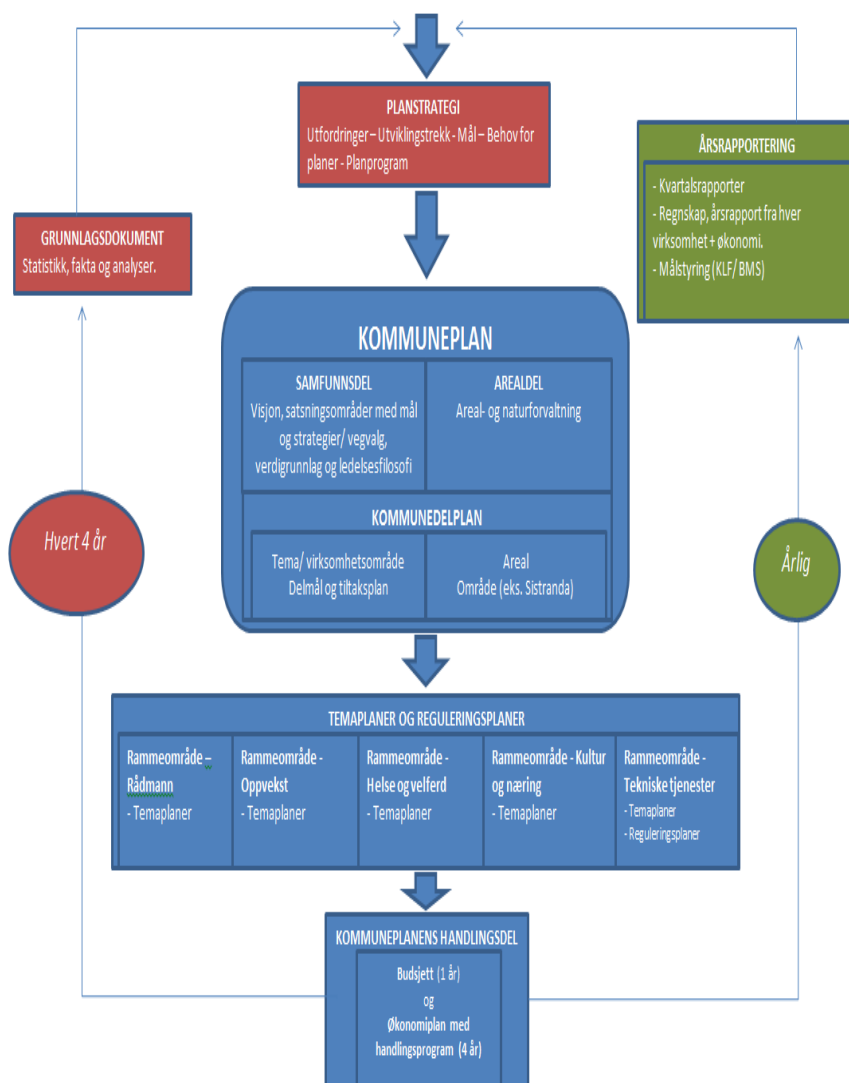 PLANSTRATEGI
Utfordringer – Utviklingstrekk - Mål – Behov for
planer - Planprogram
ÅRSRAPPORTERING
- Kvartalsrapporter
- Regnskap, årsrapport fra hver
virksomhet + økonomi.
- Målstyring (KLF/ BMS)
GRUNNLAGSDOKUMENT
Statistikk, fakta og analyser.
KOMMUNEPLAN
SAMFUNNSDEL
Visjon, satsningsområder med mål
og strategier/ vegvalg,
verdigrunnlag og ledelsesfilosofi
AREALDEL
Areal- og naturforvaltning
KOMMUNEDELPLAN
Tema/ virksomhetsområde
Delmål og tiltaksplan
Areal
Område (eks. Sistranda)
Hvert 4 år
Årlig
TEMAPLANER OG REGULERINGSPLANER
Rammeområde –
Rådmann
- Temaplaner
Rammeområde -
Oppvekst
- Temaplaner
Rammeområde -
Helse og velferd
- Temaplaner
Rammeområde - Kultur
og næring
- Temaplaner
Rammeområde -
Tekniske tjenester
- Temaplaner
- Reguleringsplaner
KOMMUNEPLANENS HANDLINGSDEL
Budsjett (1 år)
og
Økonomiplan med
handlingsprogram (4 år)